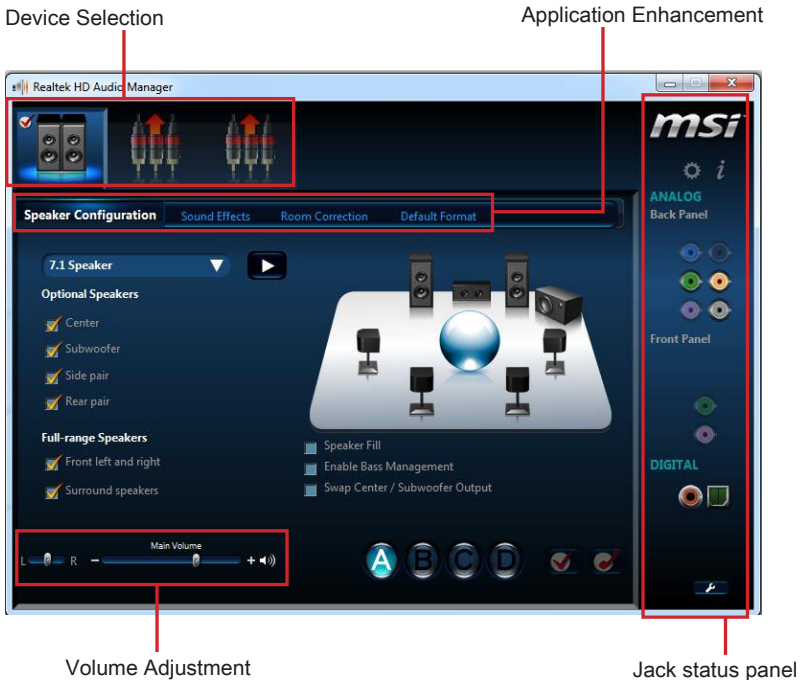 Device Selection
Application Enhancement
Realtek HD Audio Manager
msi
i
ANALOG
Back Panel
Speaker Configuration
Sound Effects
Room Correction
Default Format
7.1 Speaker
Optional Speakers
Center
Subwoofer
Side pair
Rear pair
Front Panel
Full-range Speakers
Front left and right
Surround speakers
Speaker Fill
Enable Bass Management
Swap Center / Subwoofer Output
DIGITAL
Main Volume
L R - +
A B C D
Volume Adjustment
Jack status panel